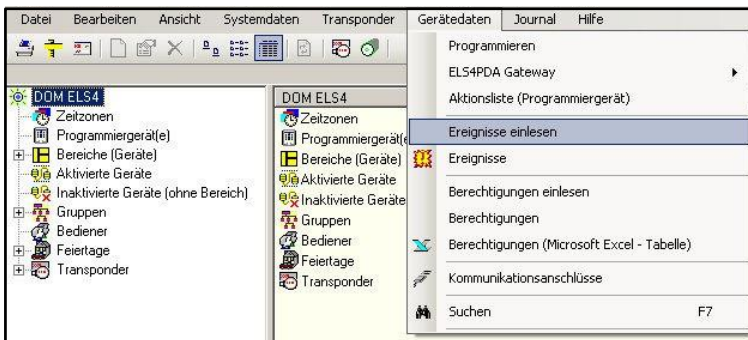 Datei Bearbeiten Ansicht Systemdaten Transponder Gerätedaten Journal Hilfe
DOM ELS4
Zeitzonen
Programmiergerät(e)
Bereiche (Geräte)
Aktivierte Geräte
Inaktivierte Geräte (ohne Bereich)
Gruppen
Bediener
Feiertage
Transponder
DOM ELS4
Zeitzonen
Programmiergerät(e
Bereiche (Geräte)
Aktivierte Geräte
Inaktivierte Geräte
Gruppen
Bediener
Feiertage
Transponder
Programmieren
ELS4PDA Gateway
Aktionsliste (Programmiergerät)
Ereignisse einlesen
Ereignisse
Berechtigungen einlesen
Berechtigungen
Berechtigungen (Microsoft Excel - Tabelle)
Kommunikationsanschlüsse
Suchen F7